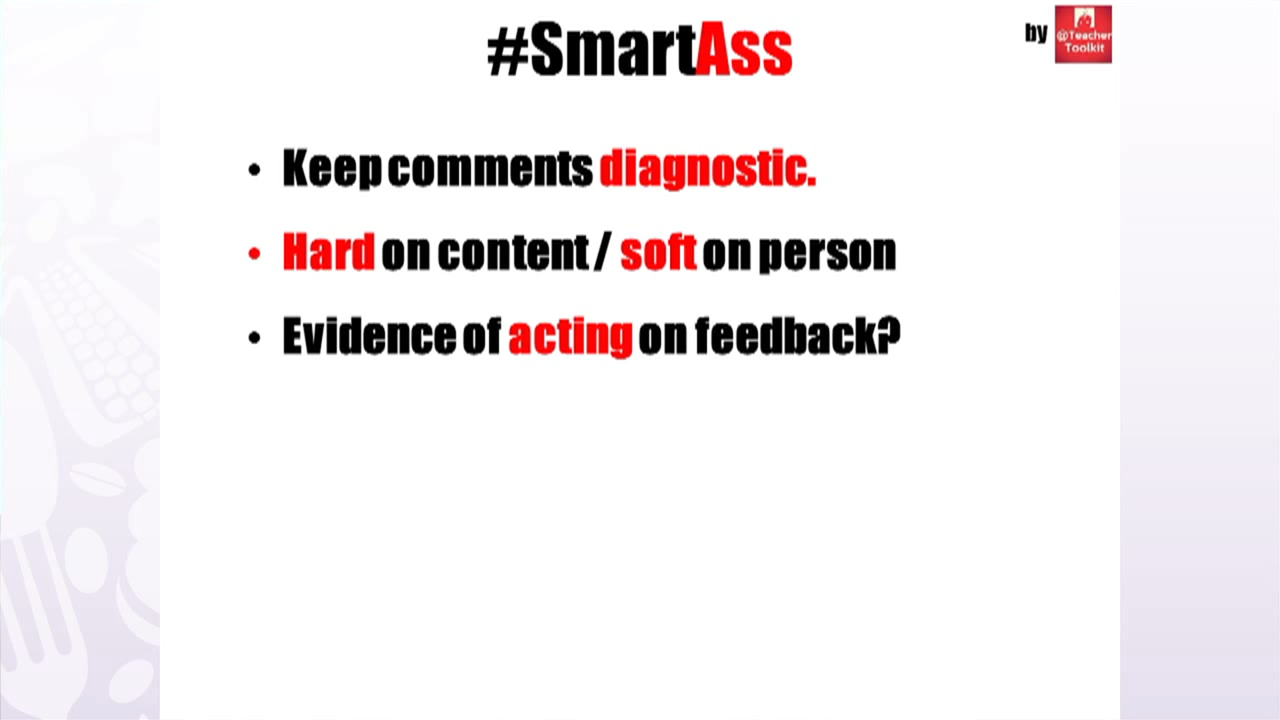 #SmartAss
by
@Teacher
Toolkit
• Keep comments diagnostic.
• Hard on content / soft on person
• Evidence of acting on feedback?